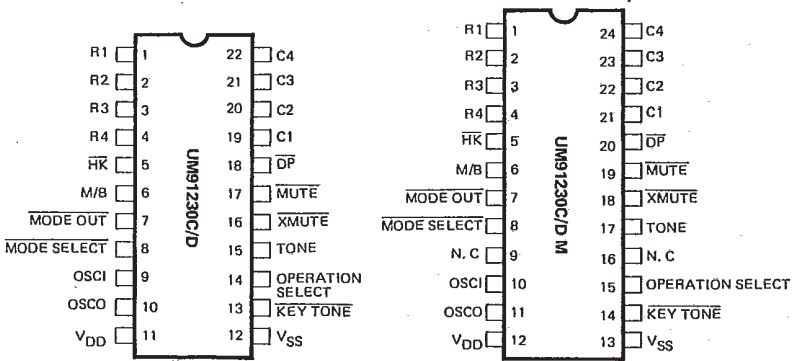 R1 1 22 C4
R2 2 21 C3
R3 3 20 C2
R4 4 19 C1
HK 5 18 DP
M/B 6 17 MUTE
MODE OUT 7 16 XMUTE
MODE SELECT 8 15 TONE
OSCI 9 14 OPERATION
SELECT
OSCO 10 13 KEY TONE
VDD 11 12 VSS
UM91230C/D
R1 1 24 C4
R2 2 23 C3
R3 3 22 C2
R4 4 21 C1
HK 5 20 DP
M/B 6 19 MUTE
MODE OUT 7 18 XMUTE
MODE SELECT 8 17 TONE
N.C 9 16 N.C
OSCI 10 15 OPERATION SELECT
OSCO 11 14 KEY TONE
VDD 12 13 VSS
UM91230C/D M